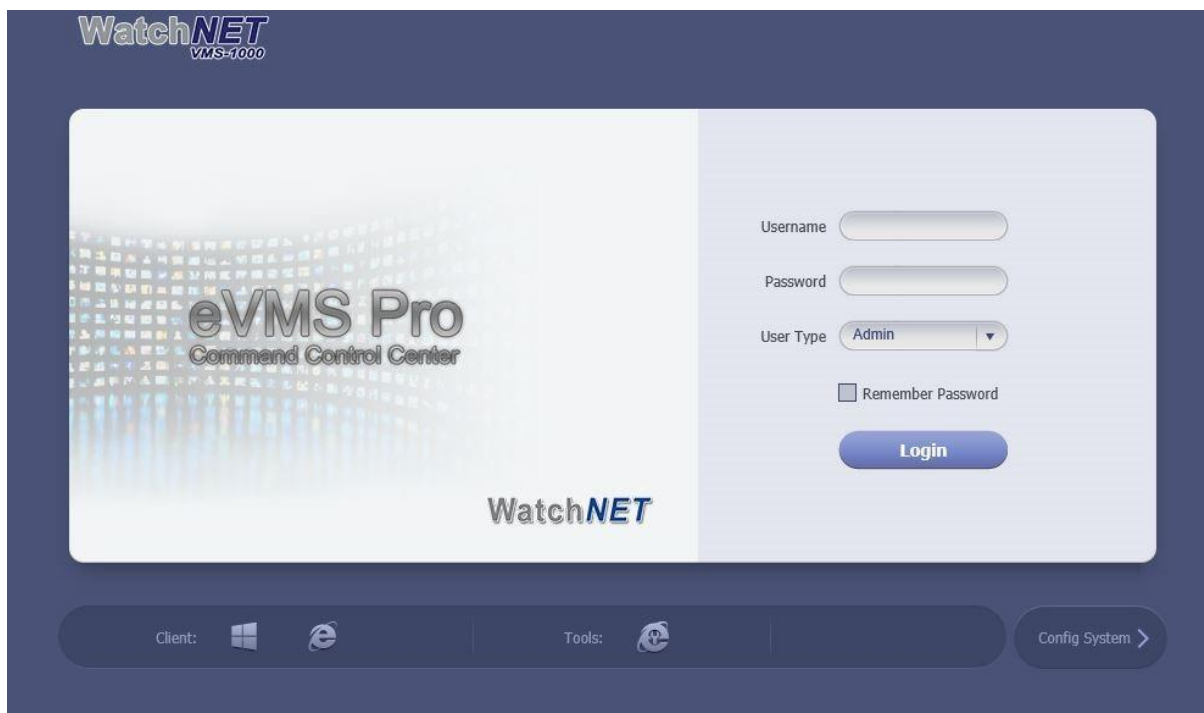 WatchNET
VMS-1000
eVMS Pro
Command Control Center
WatchNET
Username
Password
User Type Admin
Remember Password
Login
Client:
Tools:
Config System